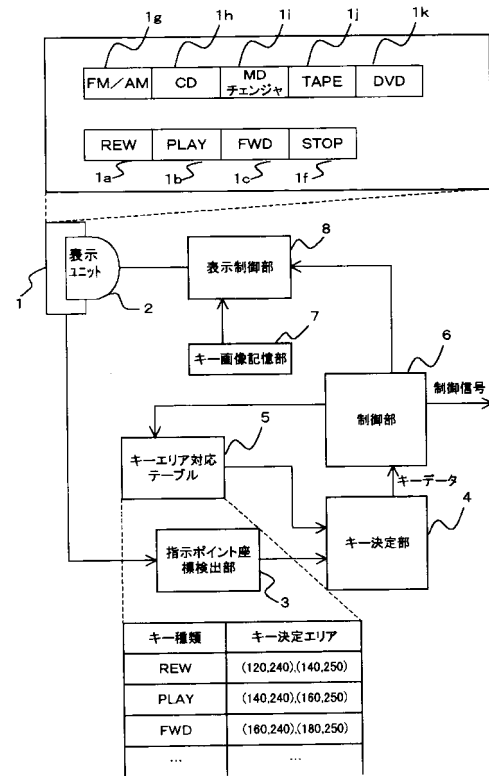 1g 1h 1i 1j 1k
FM／AM CD MD チェンジャ TAPE DVD
REW PLAY FWD STOP
1a 1b 1c 1f
表示
ユニット
1
2
8
表示制御部
7
キー画像記憶部
6
制御部
制御信号
5
キーエリア対応
テーブル
キーデータ
4
キー決定部
指示ポイント座
標検出部
3
キー種類 キー決定エリア
REW (120,240),(140,250)
PLAY (140,240),(160,250)
FWD (160,240),(180,250)
… …